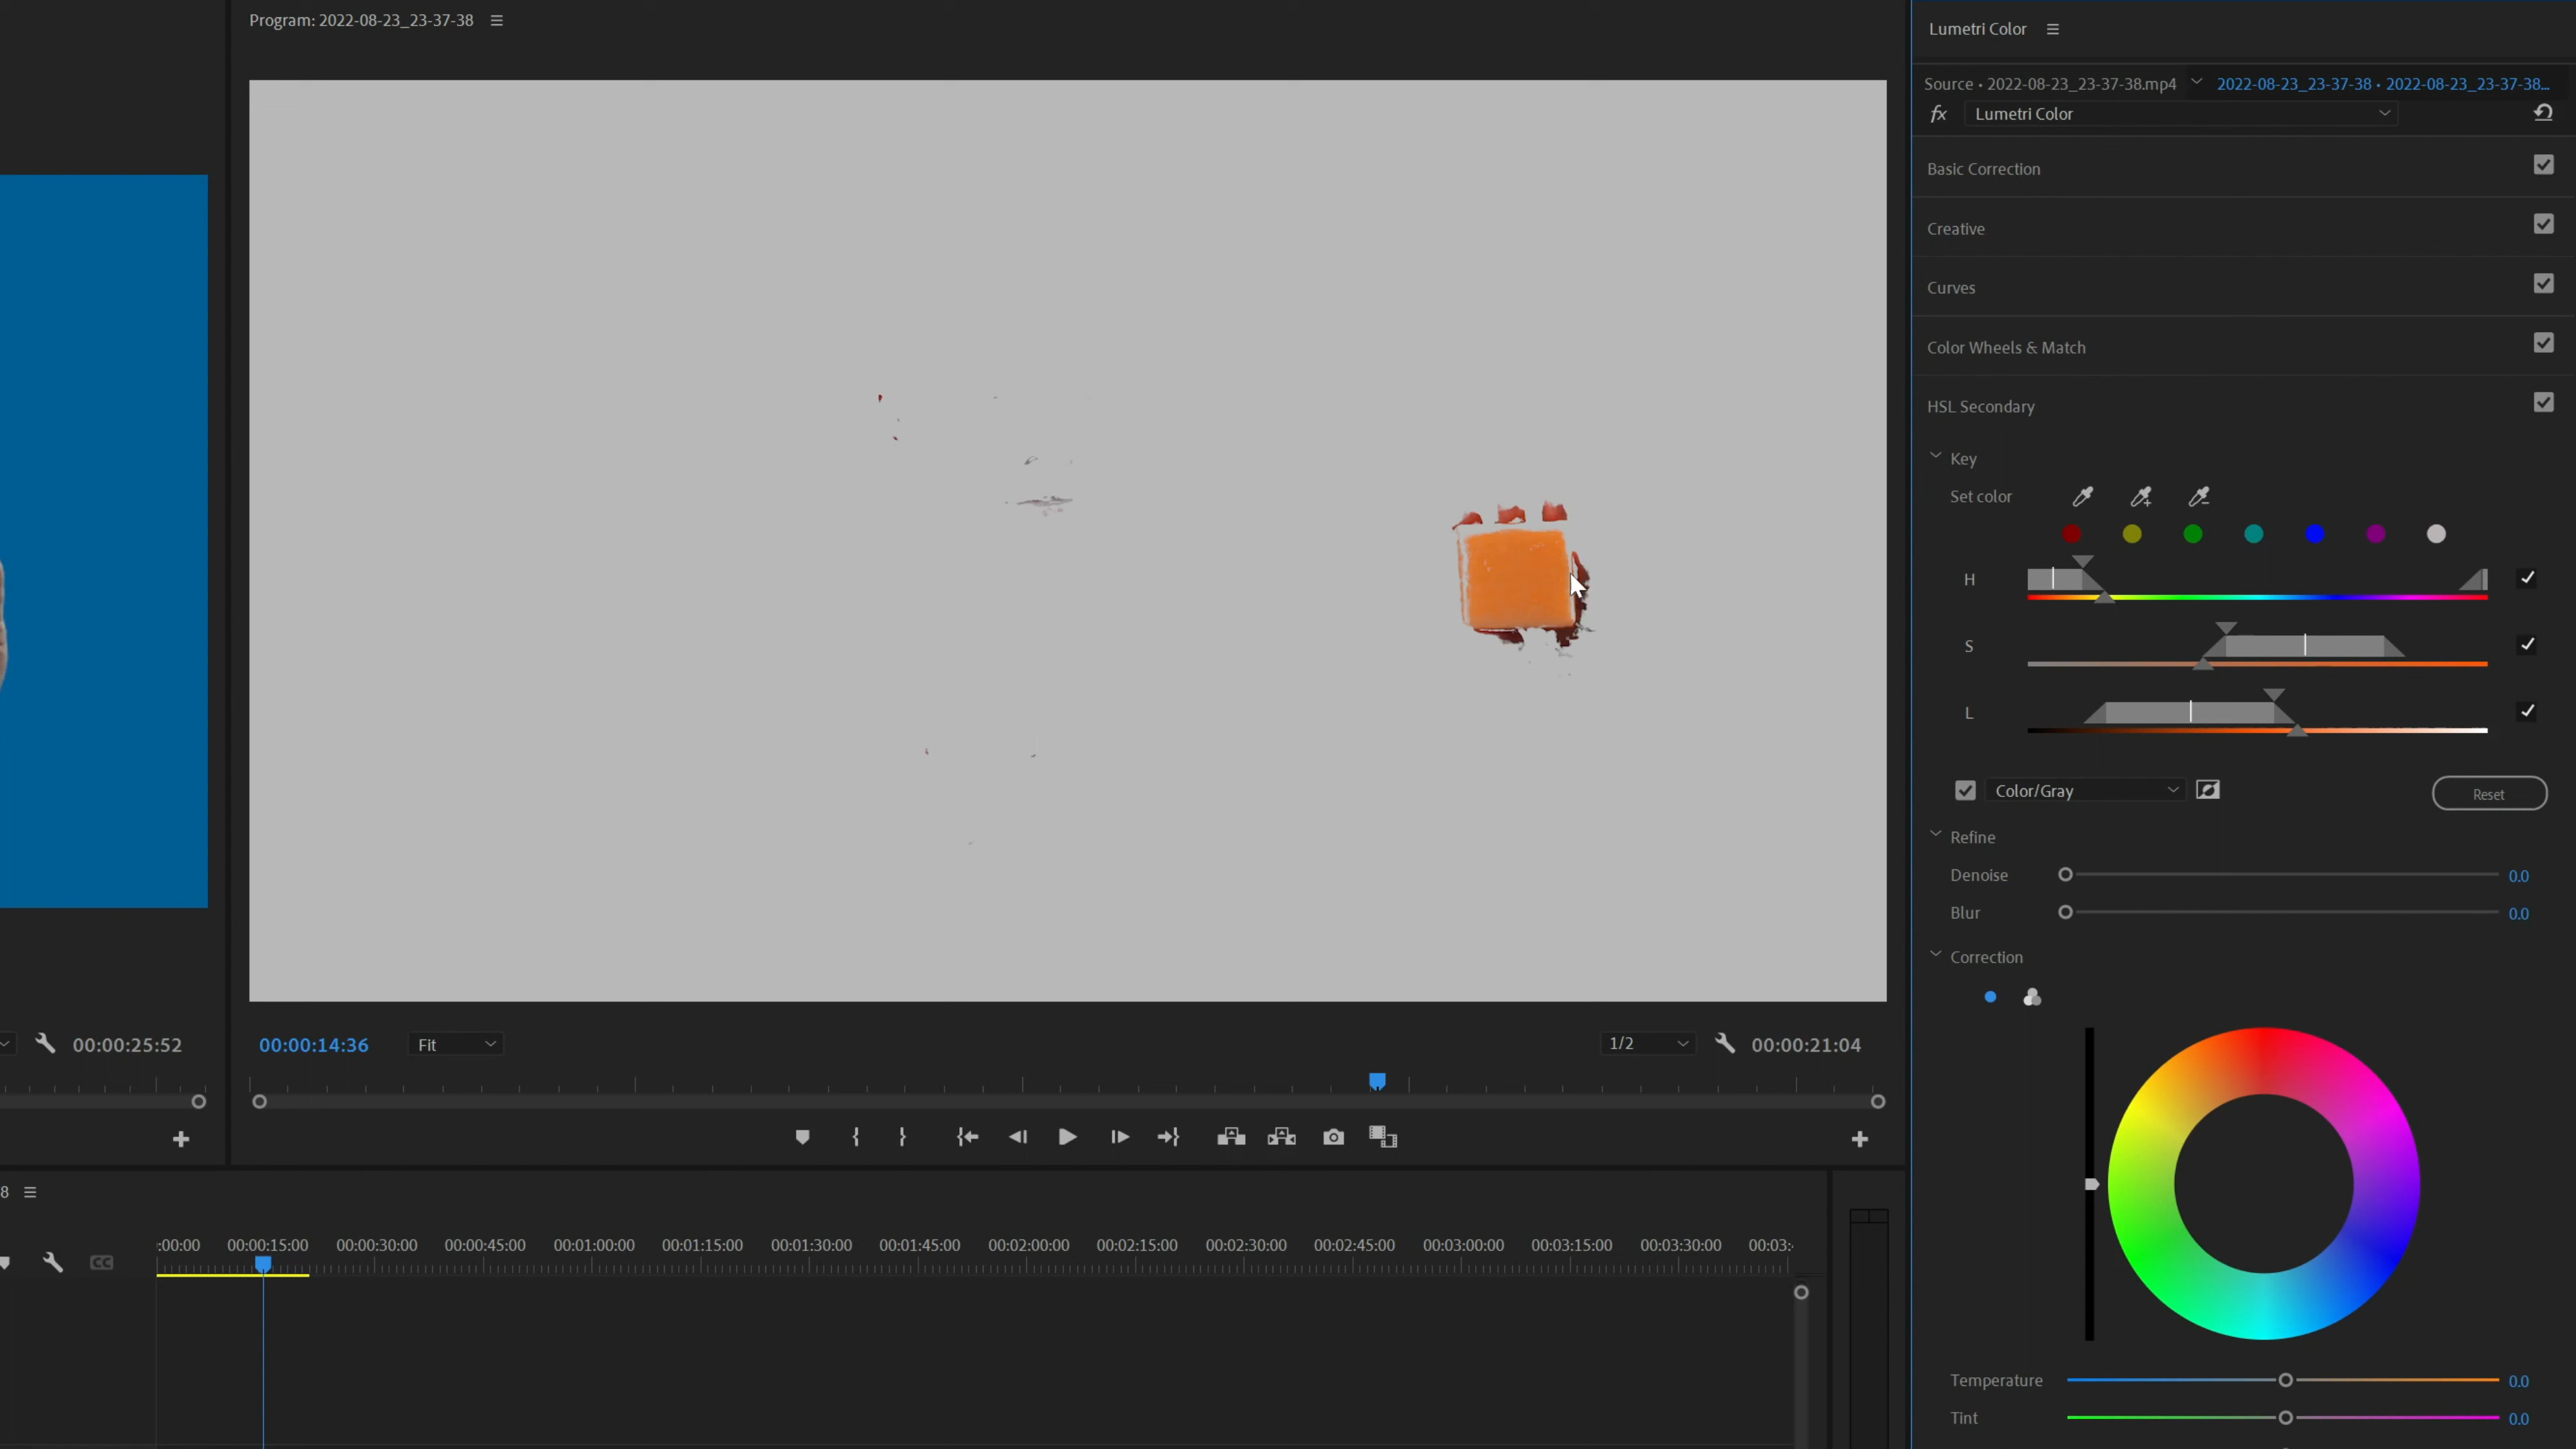 Program: 2022-08-23_23-37-38
Lumetri Color
Source • 2022-08-23_23-37-38.mp4 2022-08-23_23-37-38 • 2022-08-23_23-37-38...
fx Lumetri Color
Basic Correction
Creative
Curves
Color Wheels & Match
HSL Secondary
Key
Set color
H
S
L
Color/Gray Reset
Refine
Denoise 0.0
Blur 0.0
Correction
00:00:25:52 00:00:14:36 Fit 1/2 00:00:21:04
8
:00:00 00:00:15:00 00:00:30:00 00:00:45:00 00:01:00:00 00:01:15:00 00:01:30:00 00:01:45:00 00:02:00:00 00:02:15:00 00:02:30:00 00:02:45:00 00:03:00:00 00:03:15:00 00:03:30:00 00:03:
CC
Temperature 0.0
Tint 0.0